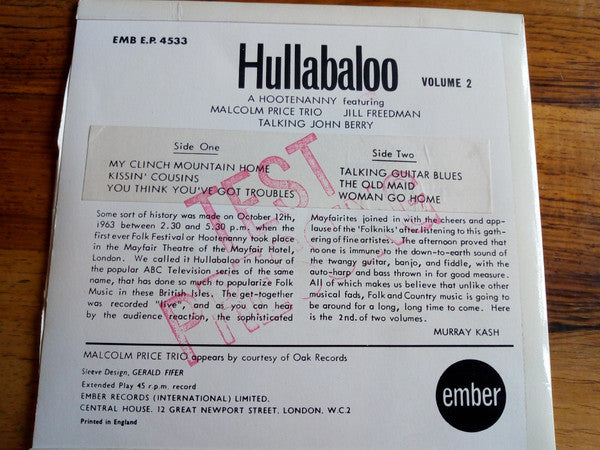 EMB E.P. 4533
Hullabaloo VOLUME 2
A HOOTENANNY featuring
MALCOLM PRICE TRIO JILL FREEDMAN
TALKING JOHN BERRY
Side One
MY CLINCH MOUNTAIN HOME
KISSIN' COUSINS
YOU THINK YOU'VE GOT TROUBLES
Side Two
TALKING GUITAR BLUES
THE OLD MAID
WOMAN GO HOME
TEST
PRESSING
Some sort of history was made on October 12th,
1963 between 2.30 and 5.30 p.m. when the
first ever Folk Festival or Hootenanny took place
in the Mayfair Theatre of the Mayfair Hotel,
London. We called it Hullabaloo in honour of
the popular ABC Television series of the same
name, that has done so much to popularize Folk
Music in these British Isles. The get-together
was recorded "live", and as you can hear
by the audience reaction, the sophisticated
Mayfairites joined in with the cheers and app-
lause of the 'Folkniks' after listening to this gath-
ering of fine artistes. The afternoon proved that
no one is immune to the down-to-earth sound of
the twangy guitar, banjo, and fiddle, with the
auto-harp and bass thrown in for good measure.
All of which makes us believe that unlike other
musical fads, Folk and Country music is going to
be around for a long, long time to come. Here
is the 2nd. of two volumes.
MURRAY KASH
MALCOLM PRICE TRIO appears by courtesy of Oak Records
Sleeve Design, GERALD FIFER
Extended Play 45 r.p.m. record
EMBER RECORDS (INTERNATIONAL) LIMITED.
CENTRAL HOUSE. 12 GREAT NEWPORT STREET. LONDON. W.C.2
Printed in England
ember